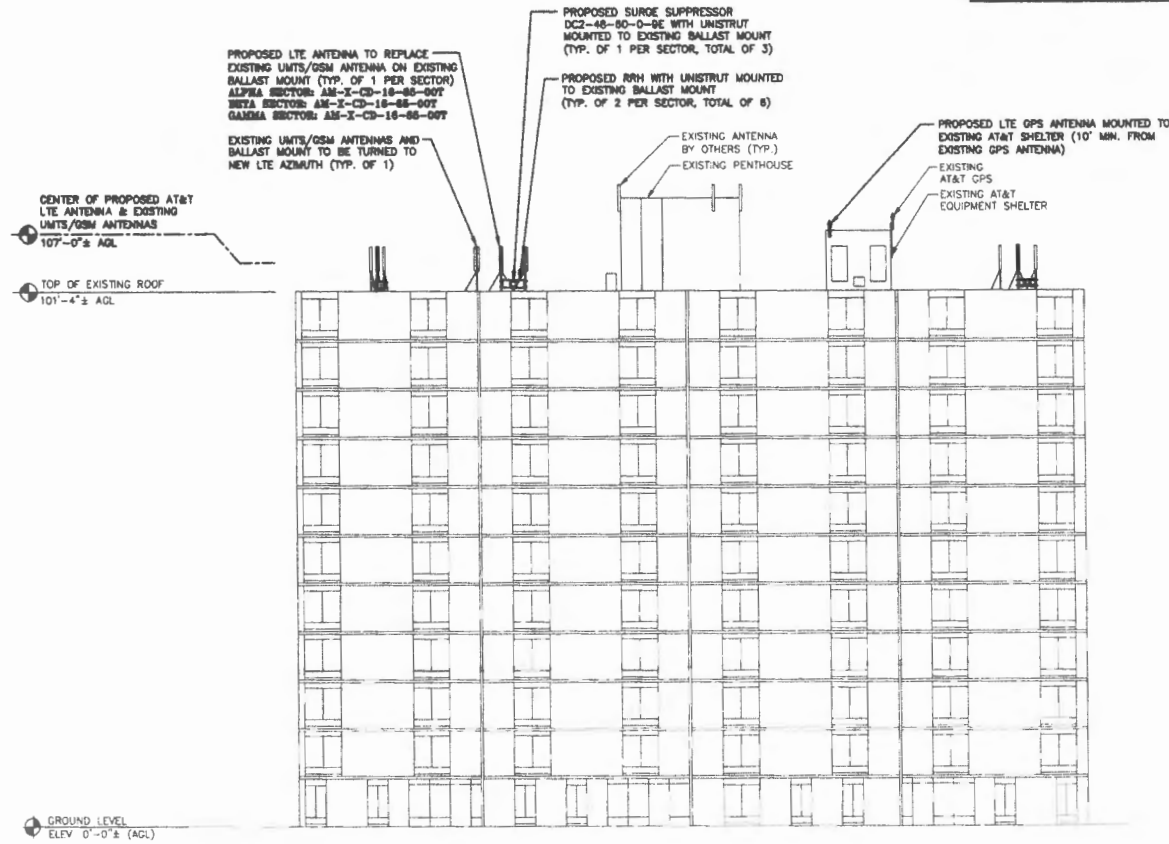 PROPOSED SURGE SUPPRESSOR
DC2-48-60-0-9E WITH UNISTRUT
MOUNTED TO EXISTING BALLAST MOUNT
(TYP. OF 1 PER SECTOR, TOTAL OF 3)
PROPOSED LTE ANTENNA TO REPLACE
EXISTING UMTS/GSM ANTENNA ON EXISTING
BALLAST MOUNT (TYP. OF 1 PER SECTOR)
ALPHA SECTOR: AM-X-CD-16-65-00T
BETA SECTOR: AM-X-CD-16-65-00T
GAMMA SECTOR: AM-X-CD-16-65-00T
PROPOSED RRH WITH UNISTRUT MOUNTED
TO EXISTING BALLAST MOUNT
(TYP. OF 2 PER SECTOR, TOTAL OF 6)
EXISTING UMTS/GSM ANTENNAS AND
BALLAST MOUNT TO BE TURNED TO
NEW LTE AZIMUTH (TYP. OF 1)
EXISTING ANTENNA
BY OTHERS (TYP.)
EXISTING PENTHOUSE
PROPOSED LTE GPS ANTENNA MOUNTED TO
EXISTING AT&T SHELTER (10' MIN. FROM
EXISTING GPS ANTENNA)
EXISTING
AT&T GPS
EXISTING AT&T
EQUIPMENT SHELTER
CENTER OF PROPOSED AT&T
LTE ANTENNA & EXISTING
UMTS/GSM ANTENNAS
107'-0"± AGL
TOP OF EXISTING ROOF
101'-4"± AGL
GROUND LEVEL
ELEV 0'-0"± (AGL)